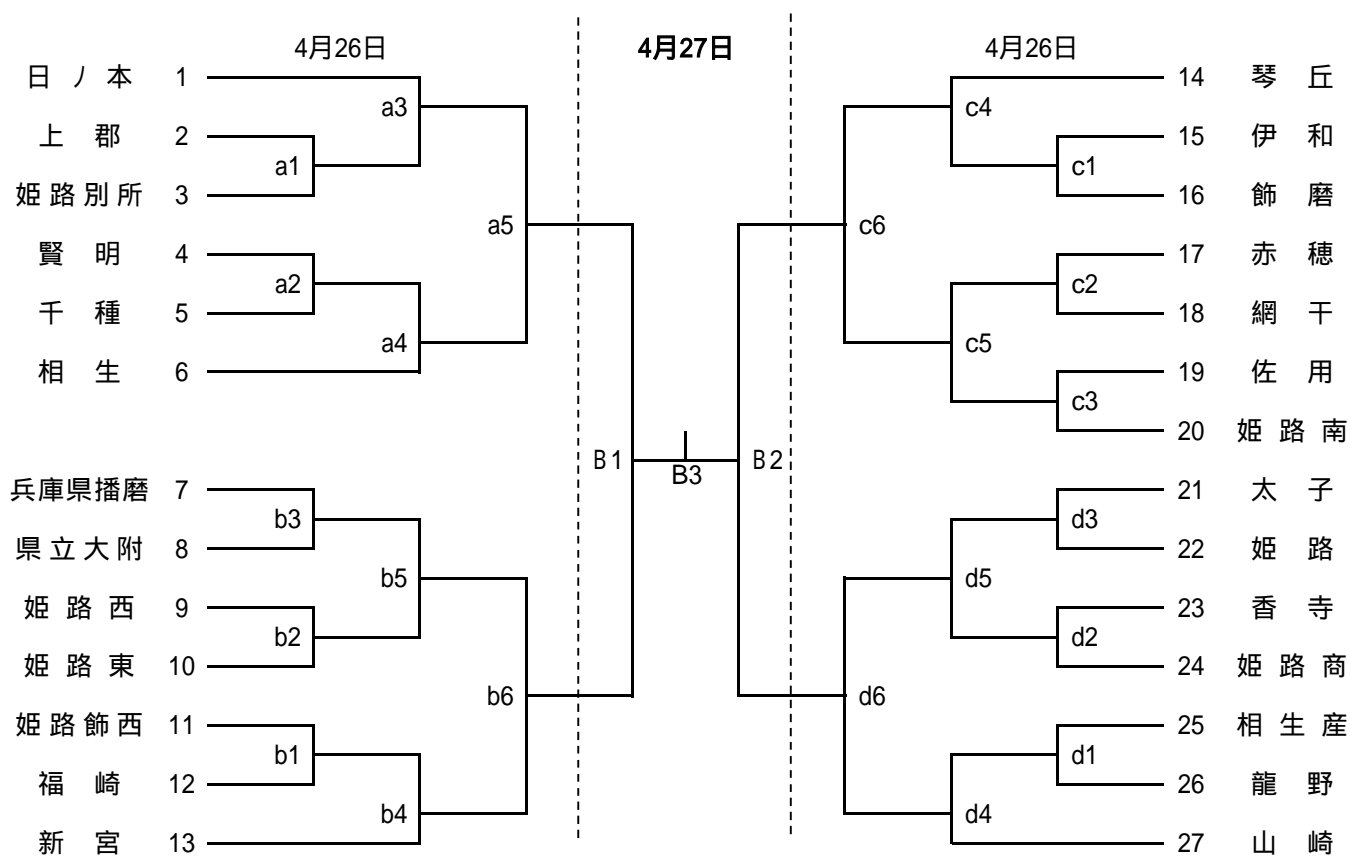 4月26日 4月27日 4月26日
日ノ本 1 14 琴丘
a3 c4
上郡 2 15 伊和
a1 c1
姫路別所 3 16 飾磨
a5 c6
賢明 4 17 赤穂
a2 c2
千種 5 18 網干
a4 c5
相生 6 19 佐用
c3
20 姫路南
B1 B3 B2
兵庫県播磨 7 21 太子
b3 d3
県立大附 8 22 姫路
b5 d5
姫路西 9 23 香寺
b2 d2
姫路東 10 24 姫路商
b6 d6
姫路飾西 11 25 相生産
b1 d1
福崎 12 26 龍野
b4 d4
新宮 13 27 山崎